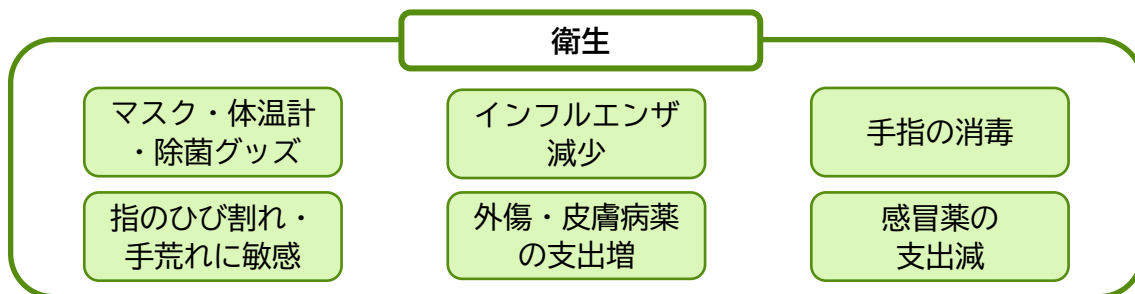 衛生
マスク・体温計
・除菌グッズ
インフルエンザ
減少
手指の消毒
指のひび割れ・
手荒れに敏感
外傷・皮膚病薬
の支出増
感冒薬の
支出減